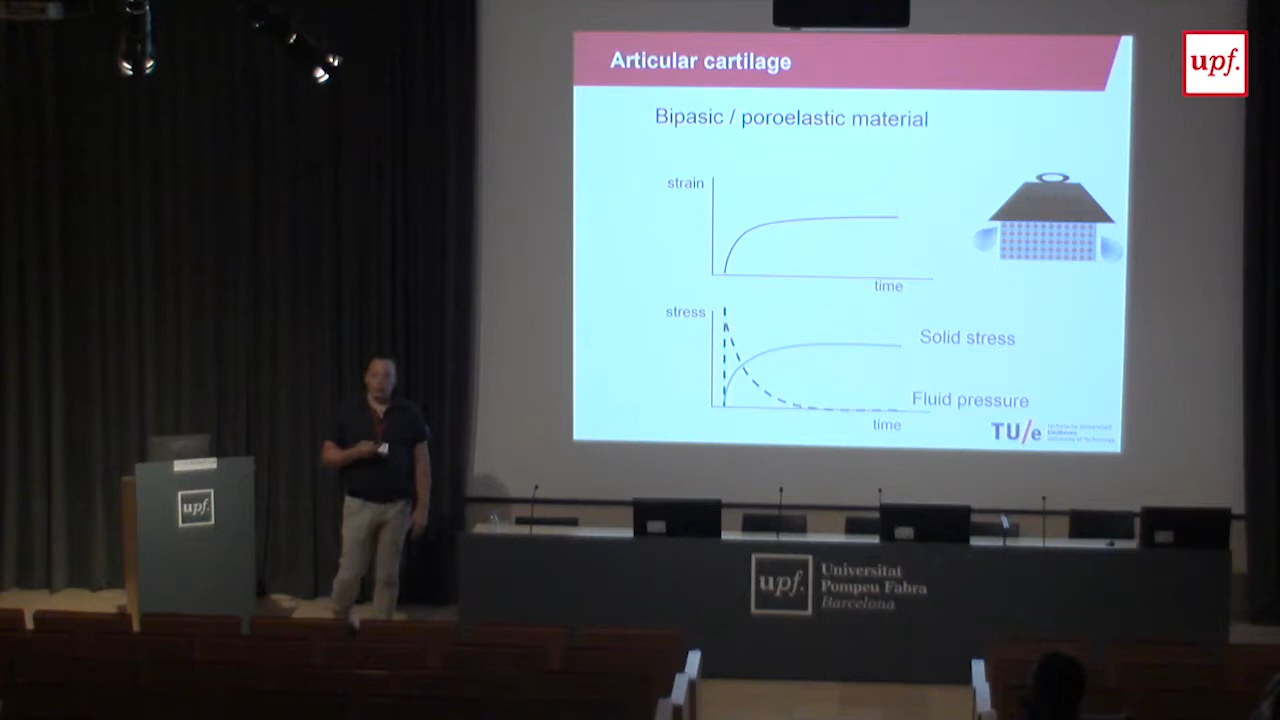 Articular cartilage
upf.
Bipasic / poroelastic material
strain
time
stress
Solid stress
Fluid pressure
time
TU/e
upf.
upf.
Universitat
Pompeu Fabra
Barcelona